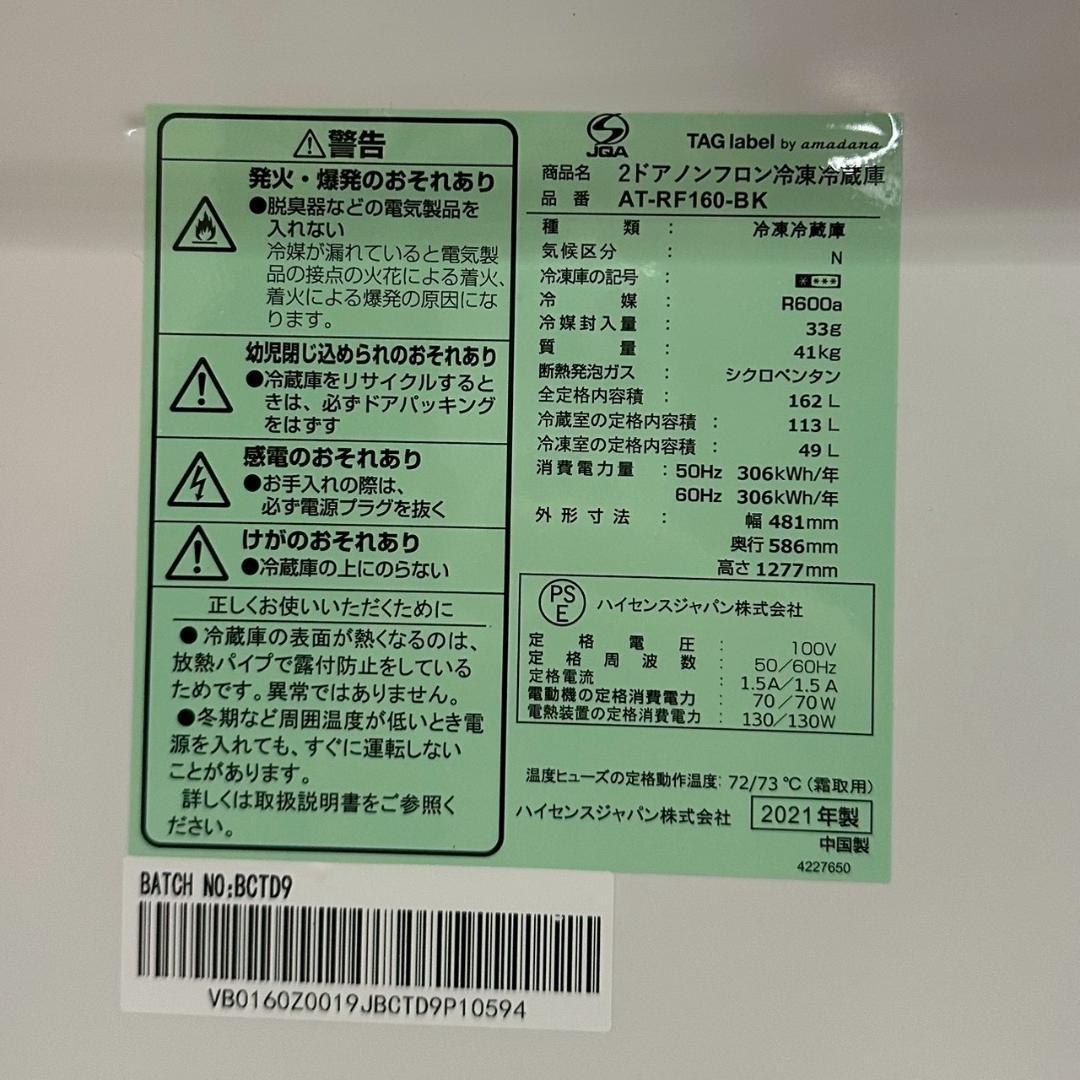 ⚠警告
発火・爆発のおそれあり
●脱臭器などの電気製品を
入れない
冷媒が漏れていると電気製
品の接点の火花による着火、
着火による爆発の原因にな
ります。
幼児閉じ込められのおそれあり
●冷蔵庫をリサイクルすると
きは、必ずドアパッキング
をはずす
感電のおそれあり
●お手入れの際は、
必ず電源プラグを抜く
けがのおそれあり
●冷蔵庫の上にのらない
正しくお使いいただくために
●冷蔵庫の表面が熱くなるのは、
放熱パイプで露付防止をしている
ためです。異常ではありません。
●冬期など周囲温度が低いとき電
源を入れても、すぐに運転しない
ことがあります。
詳しくは取扱説明書をご参照く
ださい。
JQA
TAG label by amadana
商品名 2ドアノンフロン冷凍冷蔵庫
品番 AT-RF160-BK
種類 : 冷凍冷蔵庫
気候区分 : N
冷凍庫の記号 : ＊***
冷媒 : R600a
冷媒封入量 : 33g
質量 : 41kg
断熱発泡ガス : シクロペンタン
全定格内容積 : 162 L
冷蔵室の定格内容積 : 113 L
冷凍室の定格内容積 : 49 L
消費電力量 : 50Hz 306kWh/年
60Hz 306kWh/年
外形寸法 : 幅 481mm
奥行 586mm
高さ 1277mm
PSE ハイセンスジャパン株式会社
定格電圧 : 100V
定格周波数 : 50/60Hz
定格電流 : 1.5A/1.5A
電動機の定格消費電力 : 70/70W
電熱装置の定格消費電力 : 130/130W
温度ヒューズの定格動作温度: 72/73℃(霜取用)
ハイセンスジャパン株式会社 2021年製
中国製
4227650
BATCH NO:BCTD9
VB0160Z0019JBCTD9P10594